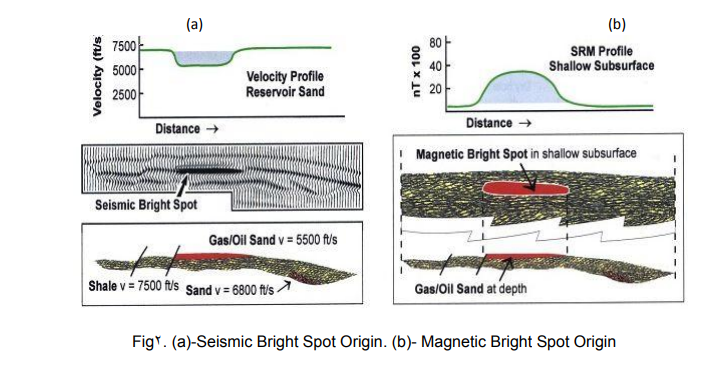 (a)
Velocity (ft/s
7500
5000
2500
Velocity Profile
Reservoir Sand
Distance →
Seismic Bright Spot
Gas/Oil Sand v = 5500 ft/s
Shale v = 7500 ft/s
Sand v = 6800 ft/s
(b)
nT x 100
80
40
20
SRM Profile
Shallow Subsurface
Distance →
Magnetic Bright Spot in shallow subsurface
Gas/Oil Sand at depth
Fig٢. (a)-Seismic Bright Spot Origin. (b)- Magnetic Bright Spot Origin